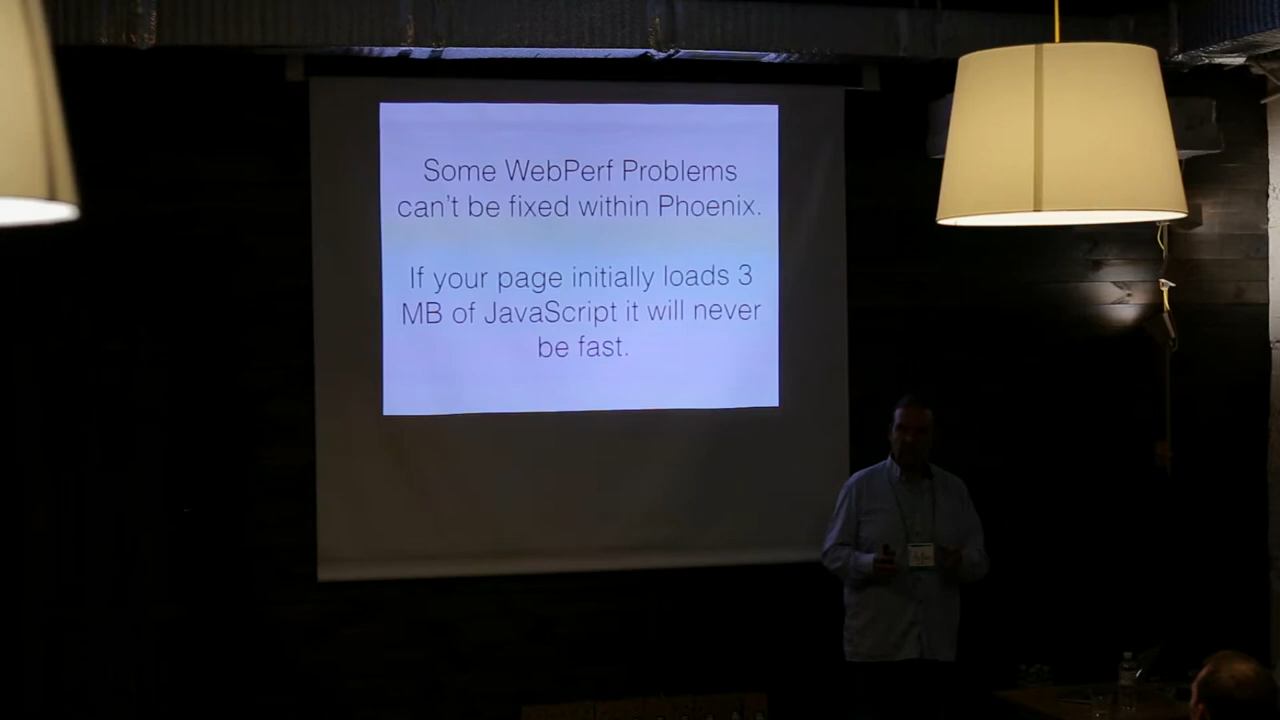 Some WebPerf Problems
can't be fixed within Phoenix.
If your page initially loads 3
MB of JavaScript it will never
be fast.